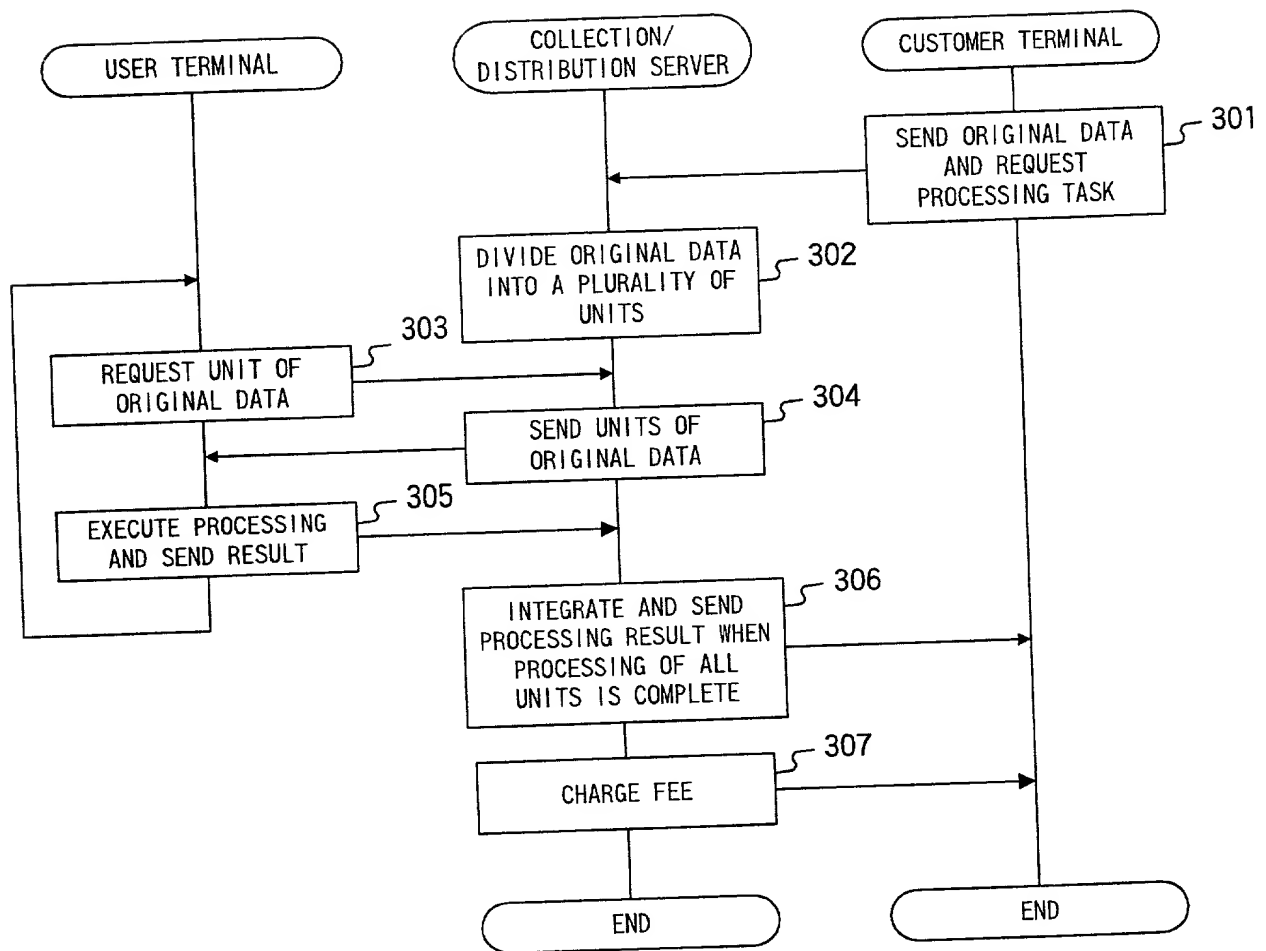 USER TERMINAL
COLLECTION/
DISTRIBUTION SERVER
CUSTOMER TERMINAL
SEND ORIGINAL DATA
AND REQUEST
PROCESSING TASK
301
DIVIDE ORIGINAL DATA
INTO A PLURALITY OF
UNITS
302
REQUEST UNIT OF
ORIGINAL DATA
303
SEND UNITS OF
ORIGINAL DATA
304
EXECUTE PROCESSING
AND SEND RESULT
305
INTEGRATE AND SEND
PROCESSING RESULT WHEN
PROCESSING OF ALL
UNITS IS COMPLETE
306
CHARGE FEE
307
END
END